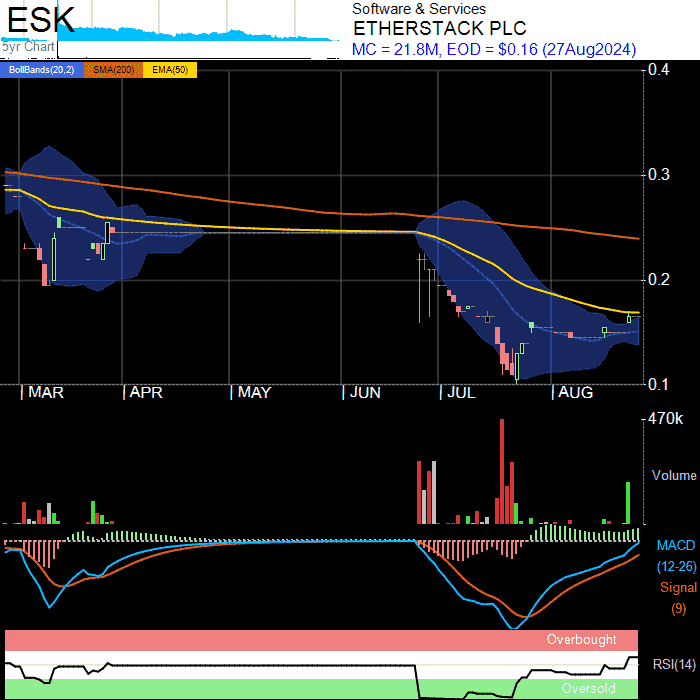 ESK
5yr Chart
Software & Services
ETHERSTACK PLC
MC = 21.8M, EOD = $0.16 (27Aug2024)
BollBands(20,2) SMA(200) EMA(50)
0.4
0.3
0.2
0.1
MAR APR MAY JUN JUL AUG
470k
Volume
MACD
(12-26)
Signal
(9)
Overbought
RSI(14)
Oversold